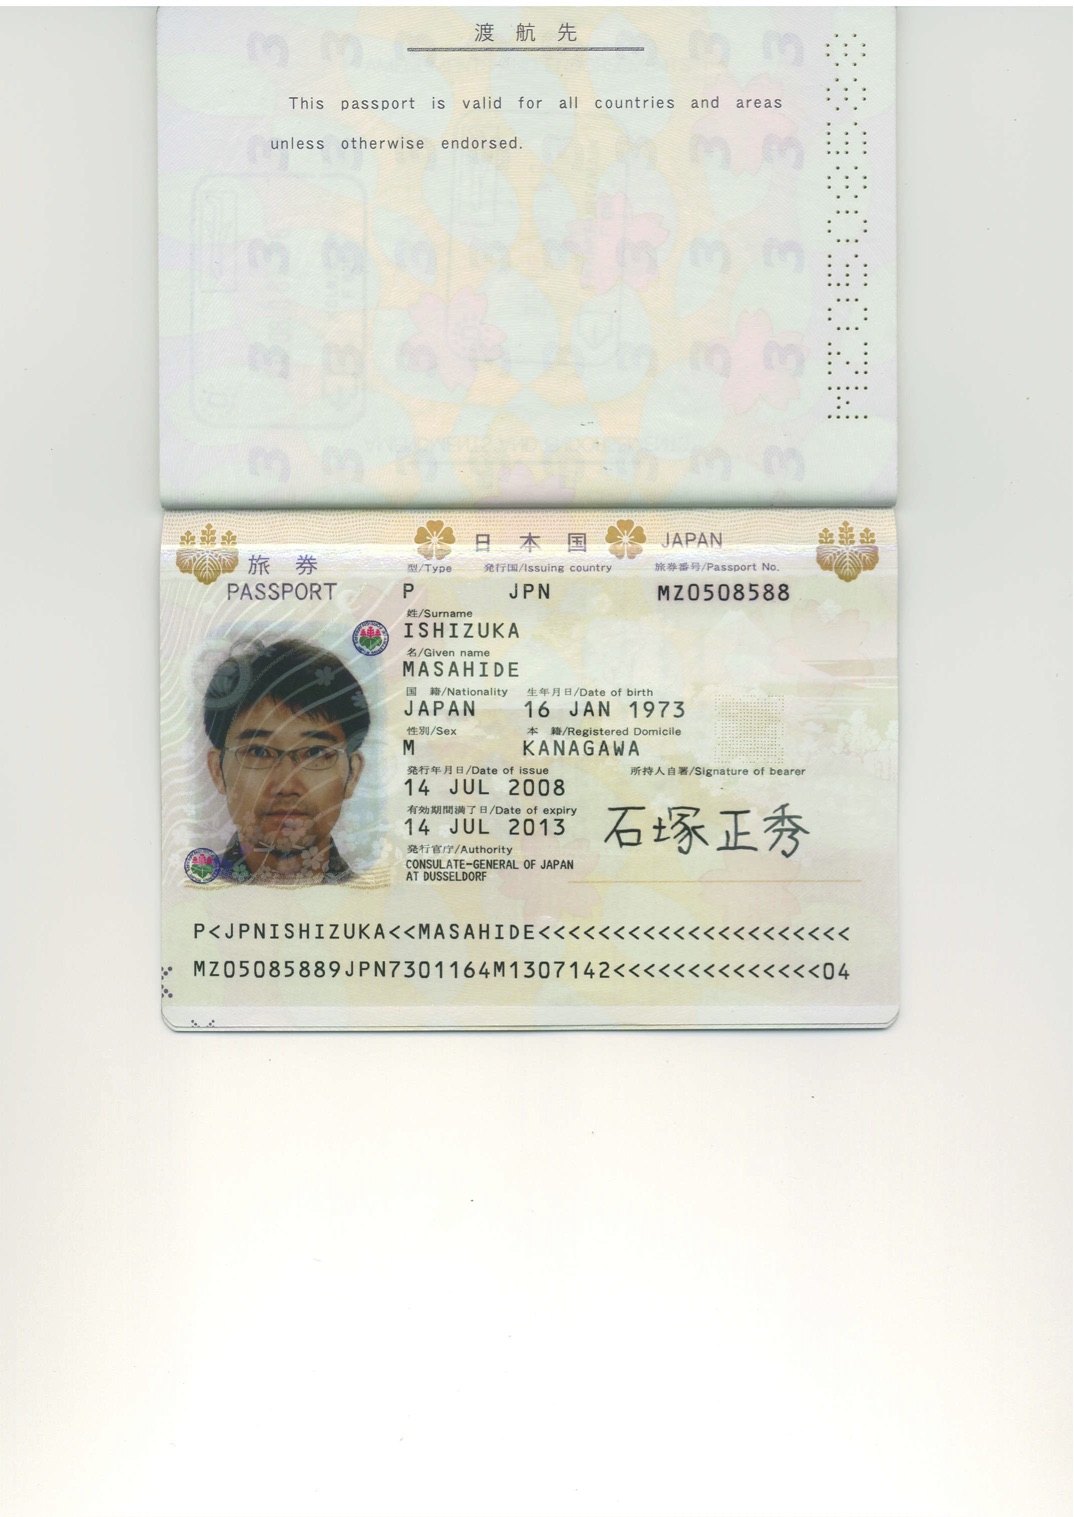 渡航先
This passport is valid for all countries and areas
unless otherwise endorsed.
MZ0508588
旅券 日本国 JAPAN
PASSPORT
型/Type 発行国/Issuing country 旅券番号/Passport No.
P JPN MZ0508588
姓/Surname
ISHIZUKA
名/Given name
MASAHIDE
国 籍/Nationality 生年月日/Date of birth
JAPAN 16 JAN 1973
性別/Sex 本 籍/Registered Domicile
M KANAGAWA
発行年月日/Date of issue 所持人自署/Signature of bearer
14 JUL 2008
有効期間満了日/Date of expiry
14 JUL 2013 石塚正秀
発行官庁/Authority
CONSULATE-GENERAL OF JAPAN
AT DUSSELDORF
P<JPNISHIZUKA<<MASAHIDE<<<<<<<<<<<<<<<<<<<<<
MZ05085889JPN7301164M1307142<<<<<<<<<<<<<<04